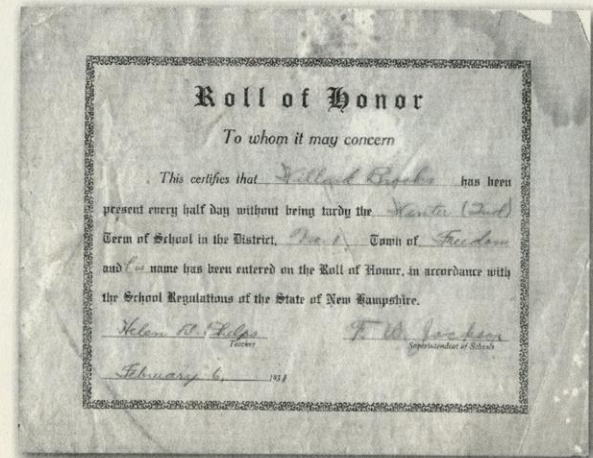 Roll of Honor
To whom it may concern
This certifies that Willard Brooks has been
present every half day without being tardy the Winter (2nd)
Term of School in the District, No. 1, Town of Freedom
and his name has been entered on the Roll of Honor, in accordance with
the School Regulations of the State of New Hampshire.
Helen Phelps F. W. Jackson
Teacher Superintendent of Schools
February 6,